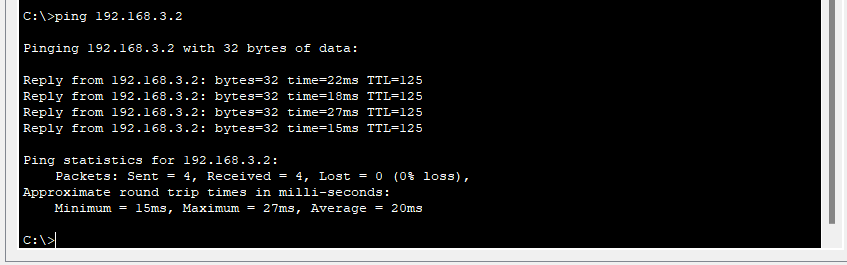 C:\>ping 192.168.3.2
Pinging 192.168.3.2 with 32 bytes of data:
Reply from 192.168.3.2: bytes=32 time=22ms TTL=125
Reply from 192.168.3.2: bytes=32 time=18ms TTL=125
Reply from 192.168.3.2: bytes=32 time=27ms TTL=125
Reply from 192.168.3.2: bytes=32 time=15ms TTL=125
Ping statistics for 192.168.3.2:
    Packets: Sent = 4, Received = 4, Lost = 0 (0% loss),
Approximate round trip times in milli-seconds:
    Minimum = 15ms, Maximum = 27ms, Average = 20ms
C:\>